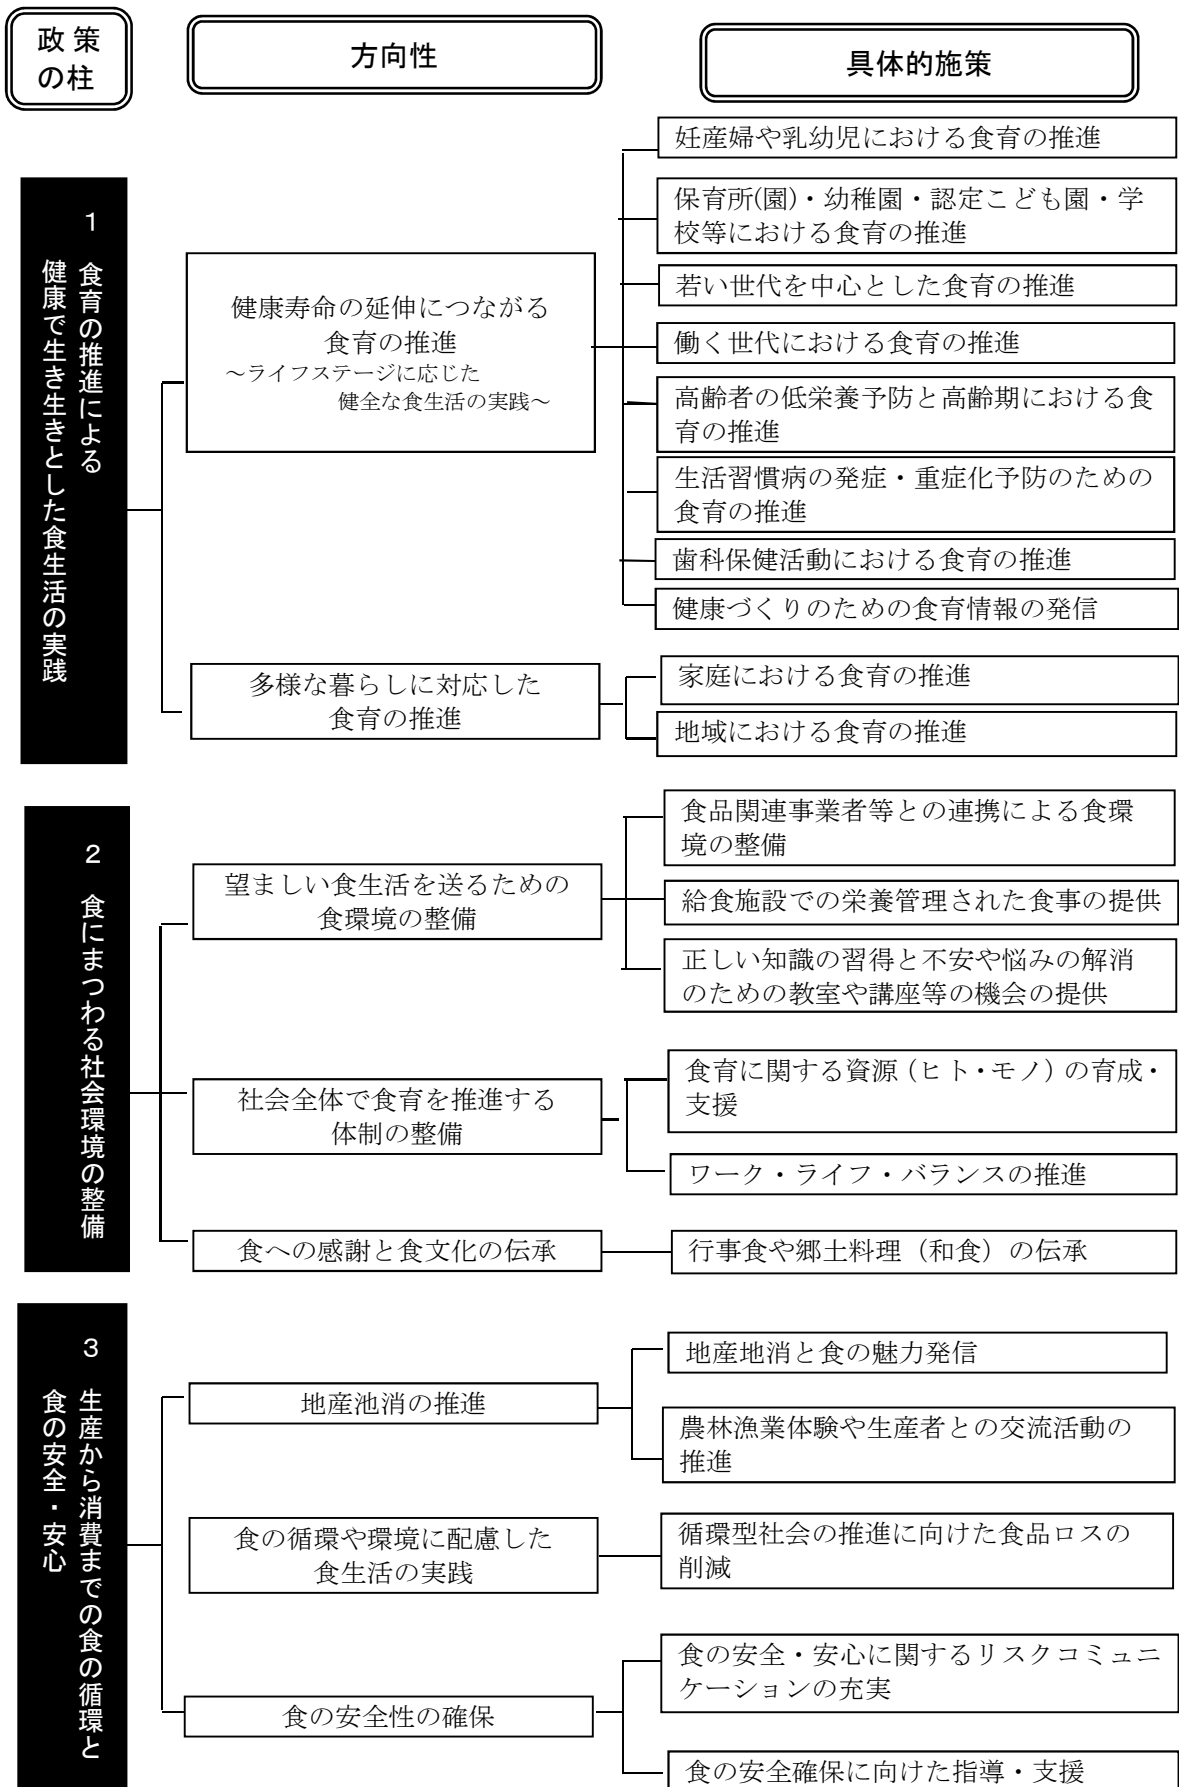 政策
の柱
方向性
具体的施策
1 食育の推進による
健康で生き生きとした食生活の実践
健康寿命の延伸につながる
食育の推進
～ライフステージに応じた
健全な食生活の実践～
妊産婦や乳幼児における食育の推進
保育所(園)・幼稚園・認定こども園・学
校等における食育の推進
若い世代を中心とした食育の推進
働く世代における食育の推進
高齢者の低栄養予防と高齢期における食
育の推進
生活習慣病の発症・重症化予防のための
食育の推進
歯科保健活動における食育の推進
健康づくりのための食育情報の発信
多様な暮らしに対応した
食育の推進
家庭における食育の推進
地域における食育の推進
2 食にまつわる社会環境の整備
望ましい食生活を送るための
食環境の整備
食品関連事業者等との連携による食環
境の整備
給食施設での栄養管理された食事の提供
正しい知識の習得と不安や悩みの解消
のための教室や講座等の機会の提供
社会全体で食育を推進する
体制の整備
食育に関する資源（ヒト・モノ）の育成・
支援
ワーク・ライフ・バランスの推進
食への感謝と食文化の伝承
行事食や郷土料理（和食）の伝承
3 生産から消費までの食の循環と
食の安全・安心
地産池消の推進
地産地消と食の魅力発信
農林漁業体験や生産者との交流活動の
推進
食の循環や環境に配慮した
食生活の実践
循環型社会の推進に向けた食品ロスの
削減
食の安全性の確保
食の安全・安心に関するリスクコミュニ
ケーションの充実
食の安全確保に向けた指導・支援